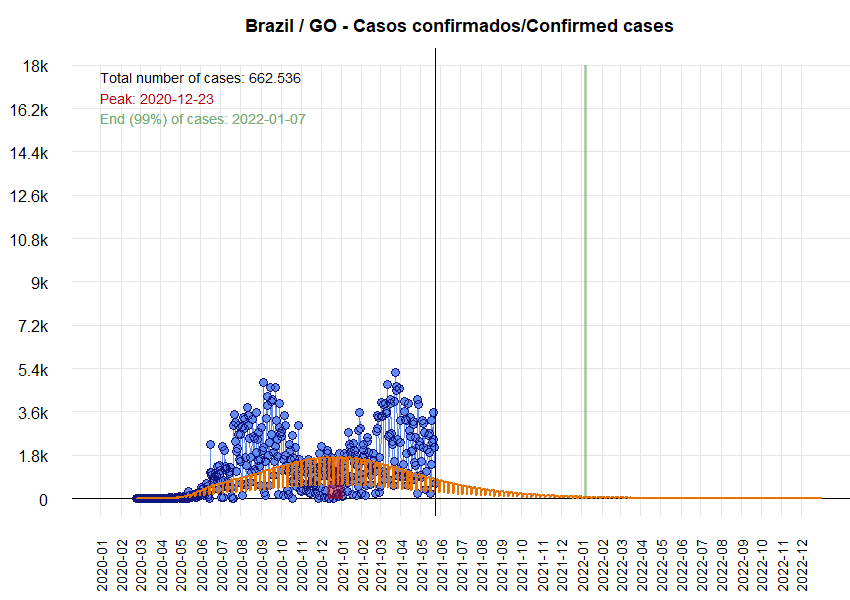 Brazil / GO - Casos confirmados/Confirmed cases
18k
Total number of cases: 662.536
Peak: 2020-12-23
16.2k
End (99%) of cases: 2022-01-07
14.4k
12.6k
10.8k
9k
7.2k
5.4k
3.6k
1.8k
0
2020-01
2020-02
2020-03
2020-04
2020-05
2020-06
2020-07
2020-08
2020-09
2020-10
2020-11
2020-12
2021-01
2021-02
2021-03
2021-04
2021-05
2021-06
2021-07
2021-08
2021-09
2021-10
2021-11
2021-12
2022-01
2022-02
2022-03
2022-04
2022-05
2022-06
2022-07
2022-08
2022-09
2022-10
2022-11
2022-12